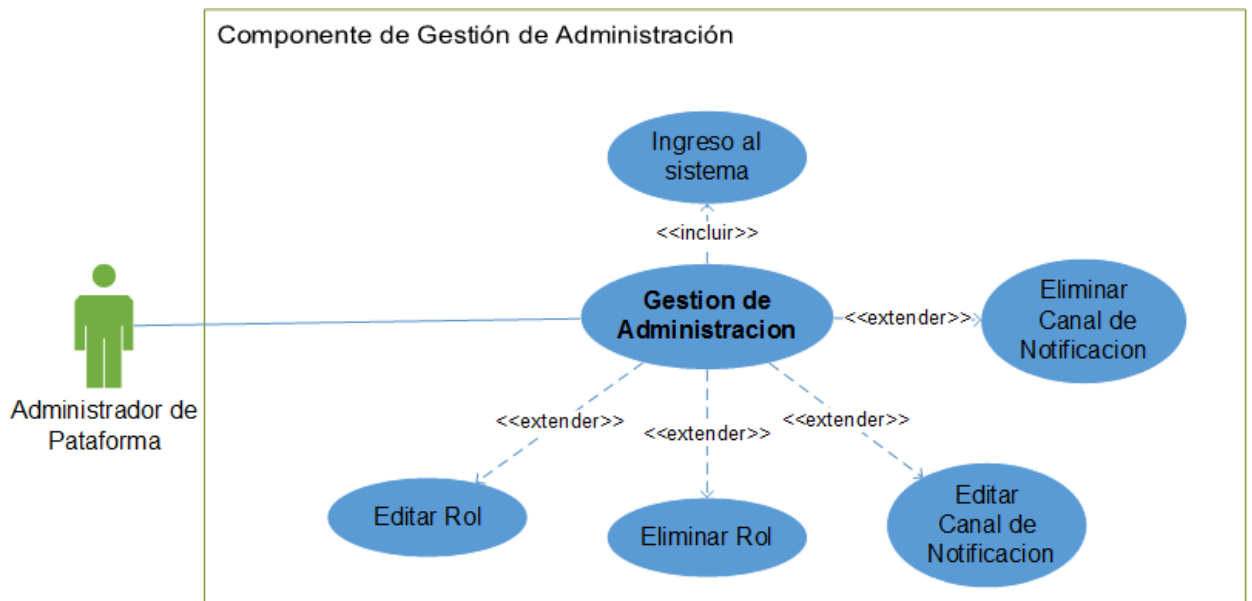 Componente de Gestión de Administración
Ingreso al
sistema
<<incluir>>
Gestion de
Administracion
<<extender>>
Eliminar
Canal de
Notificacion
Administrador de
Pataforma
<<extender>>
<<extender>>
<<extender>>
Editar Rol
Eliminar Rol
Editar
Canal de
Notificacion